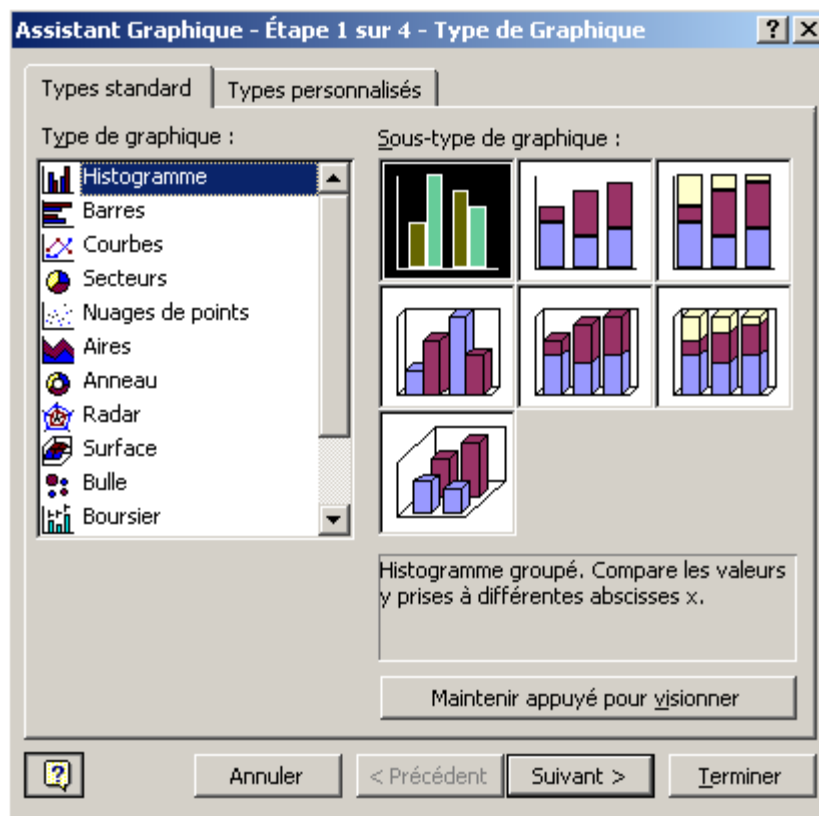 Assistant Graphique - Étape 1 sur 4 - Type de Graphique
Types standard
Types personnalisés
Type de graphique :
Histogramme
Barres
Courbes
Secteurs
Nuages de points
Aires
Anneau
Radar
Surface
Bulle
Boursier
Sous-type de graphique :
Histogramme groupé. Compare les valeurs
y prises à différentes abscisses x.
Maintenir appuyé pour visionner
Annuler
< Précédent
Suivant >
Terminer